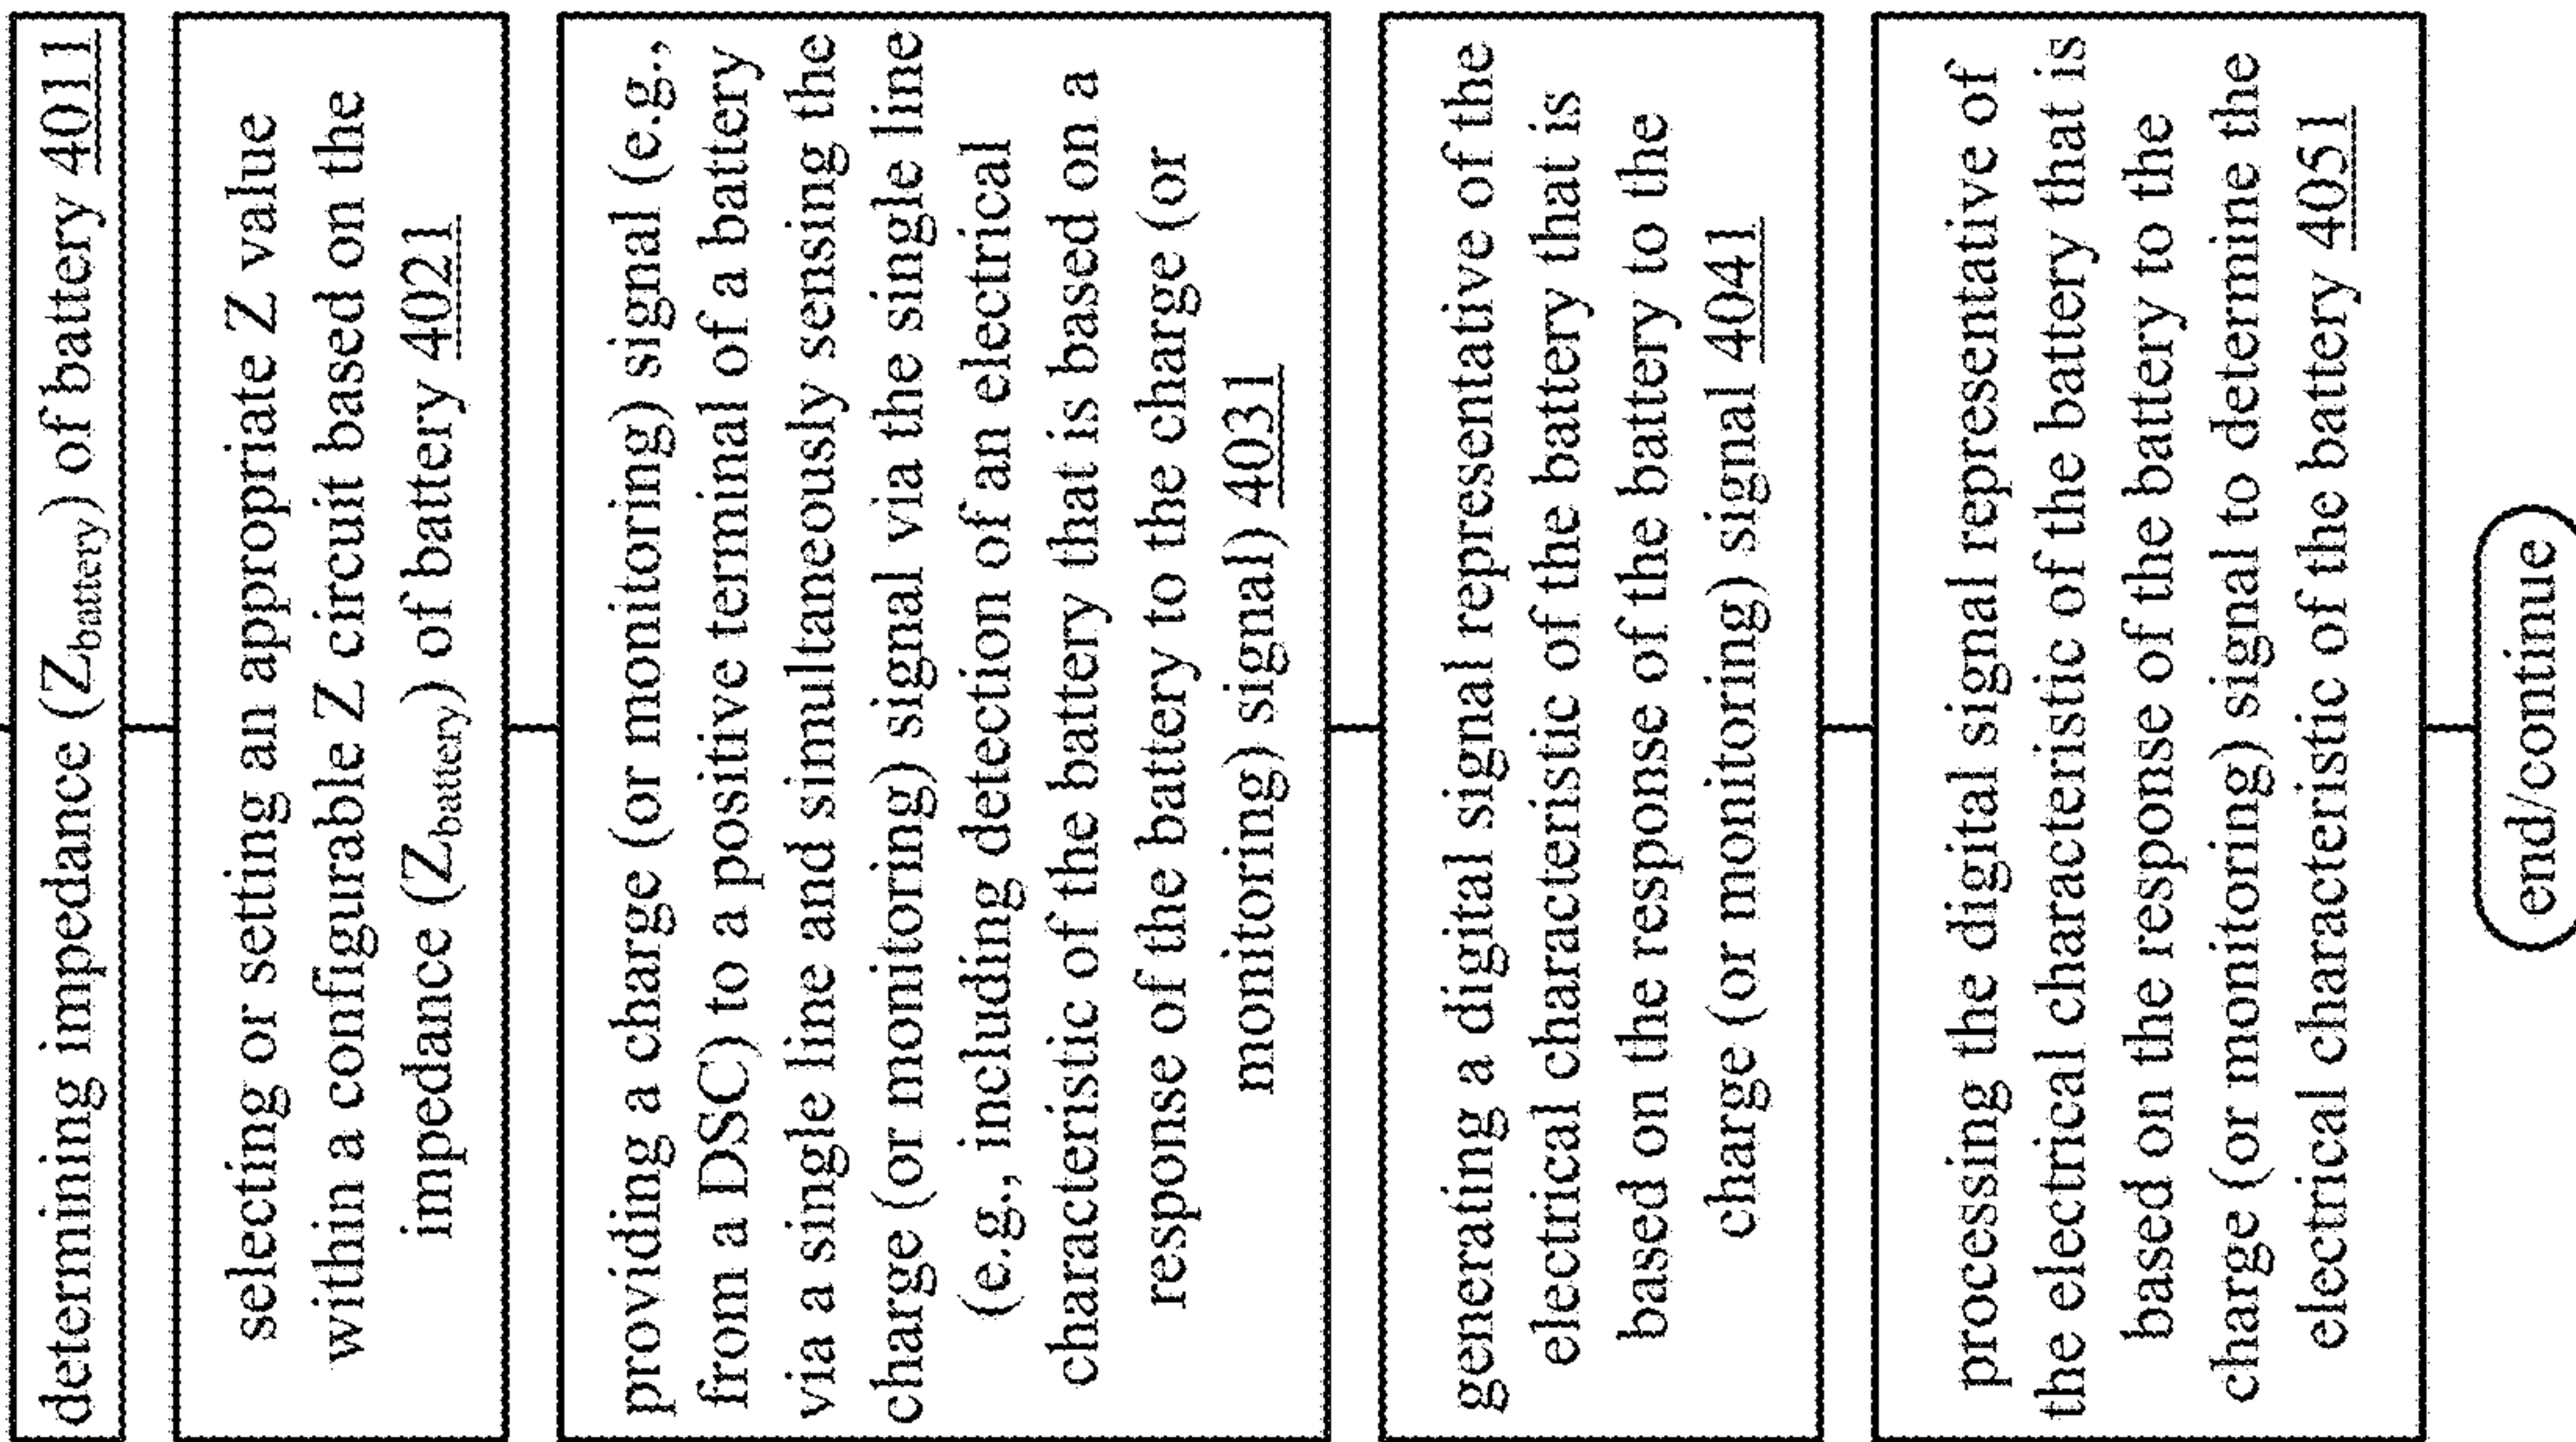 determining impedance (Zbattery) of battery 4011
selecting or setting an appropriate Z value
within a configurable Z circuit based on the
impedance (Zbattery) of battery 4021
providing a charge (or monitoring) signal (e.g.,
from a DSC) to a positive terminal of a battery
via a single line and simultaneously sensing the
charge (or monitoring) signal via the single line
(e.g., including detection of an electrical
characteristic of the battery that is based on a
response of the battery to the charge (or
monitoring) signal) 4031
generating a digital signal representative of the
electrical characteristic of the battery that is
based on the response of the battery to the
charge (or monitoring) signal 4041
processing the digital signal representative of
the electrical characteristic of the battery that is
based on the response of the battery to the
charge (or monitoring) signal to determine the
electrical characteristic of the battery 4051
end/continue